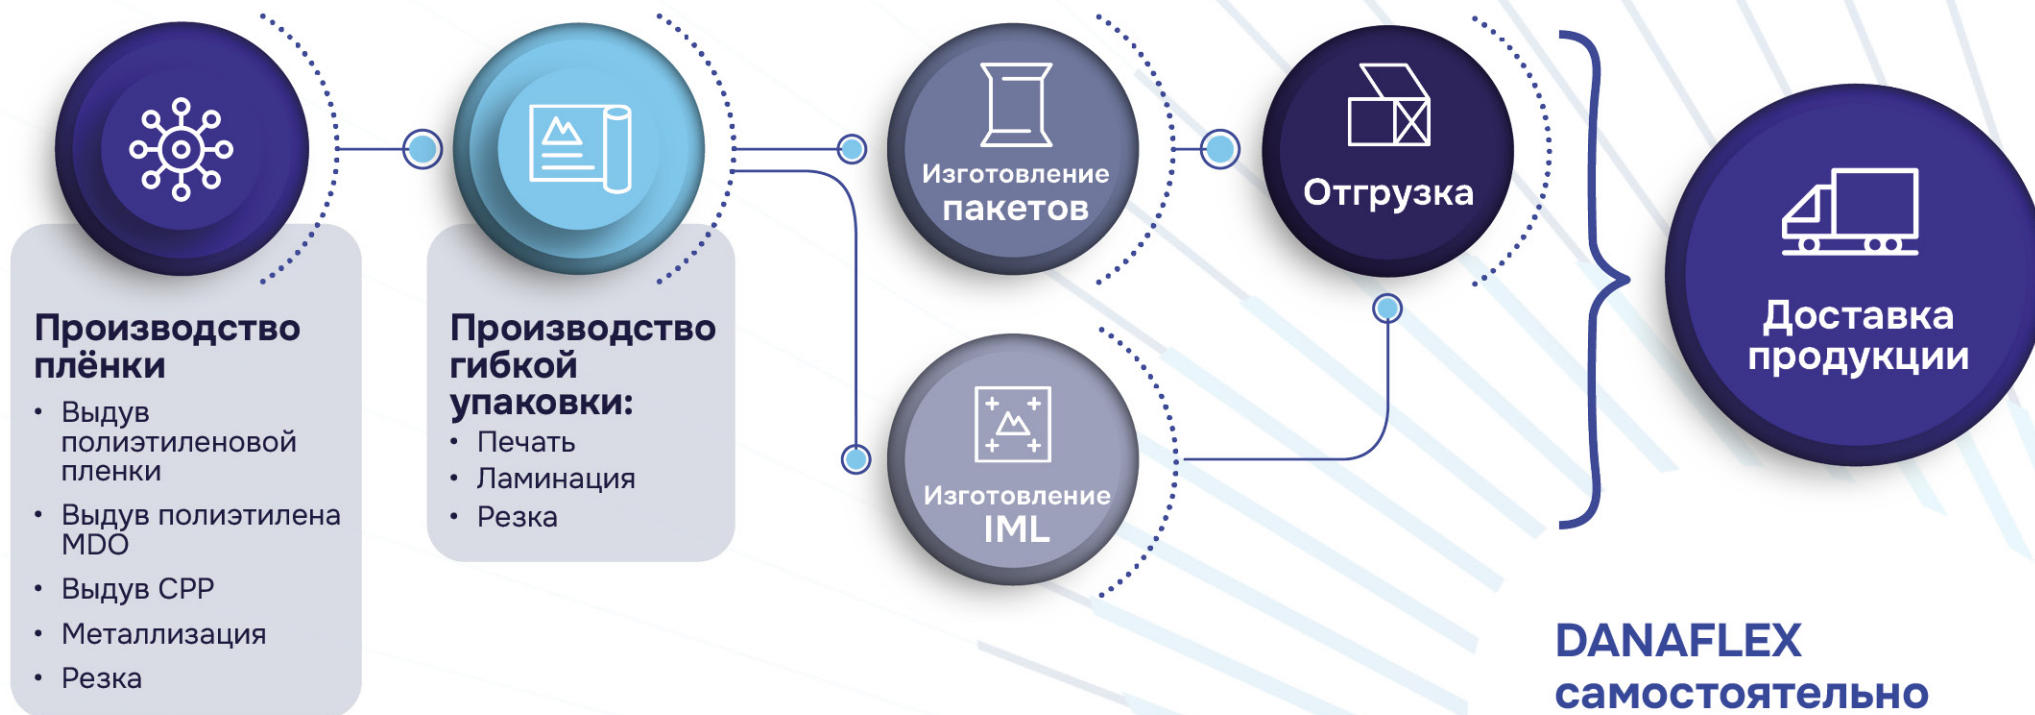 Производство
плёнки
• Выдув
полиэтиленовой
пленки
• Выдув полиэтилена
MDO
• Выдув CPP
• Металлизация
• Резка
Производство
гибкой
упаковки:
• Печать
• Ламинация
• Резка
Изготовление
пакетов
Изготовление
IML
Отгрузка
Доставка
продукции
DANAFLEX
самостоятельно